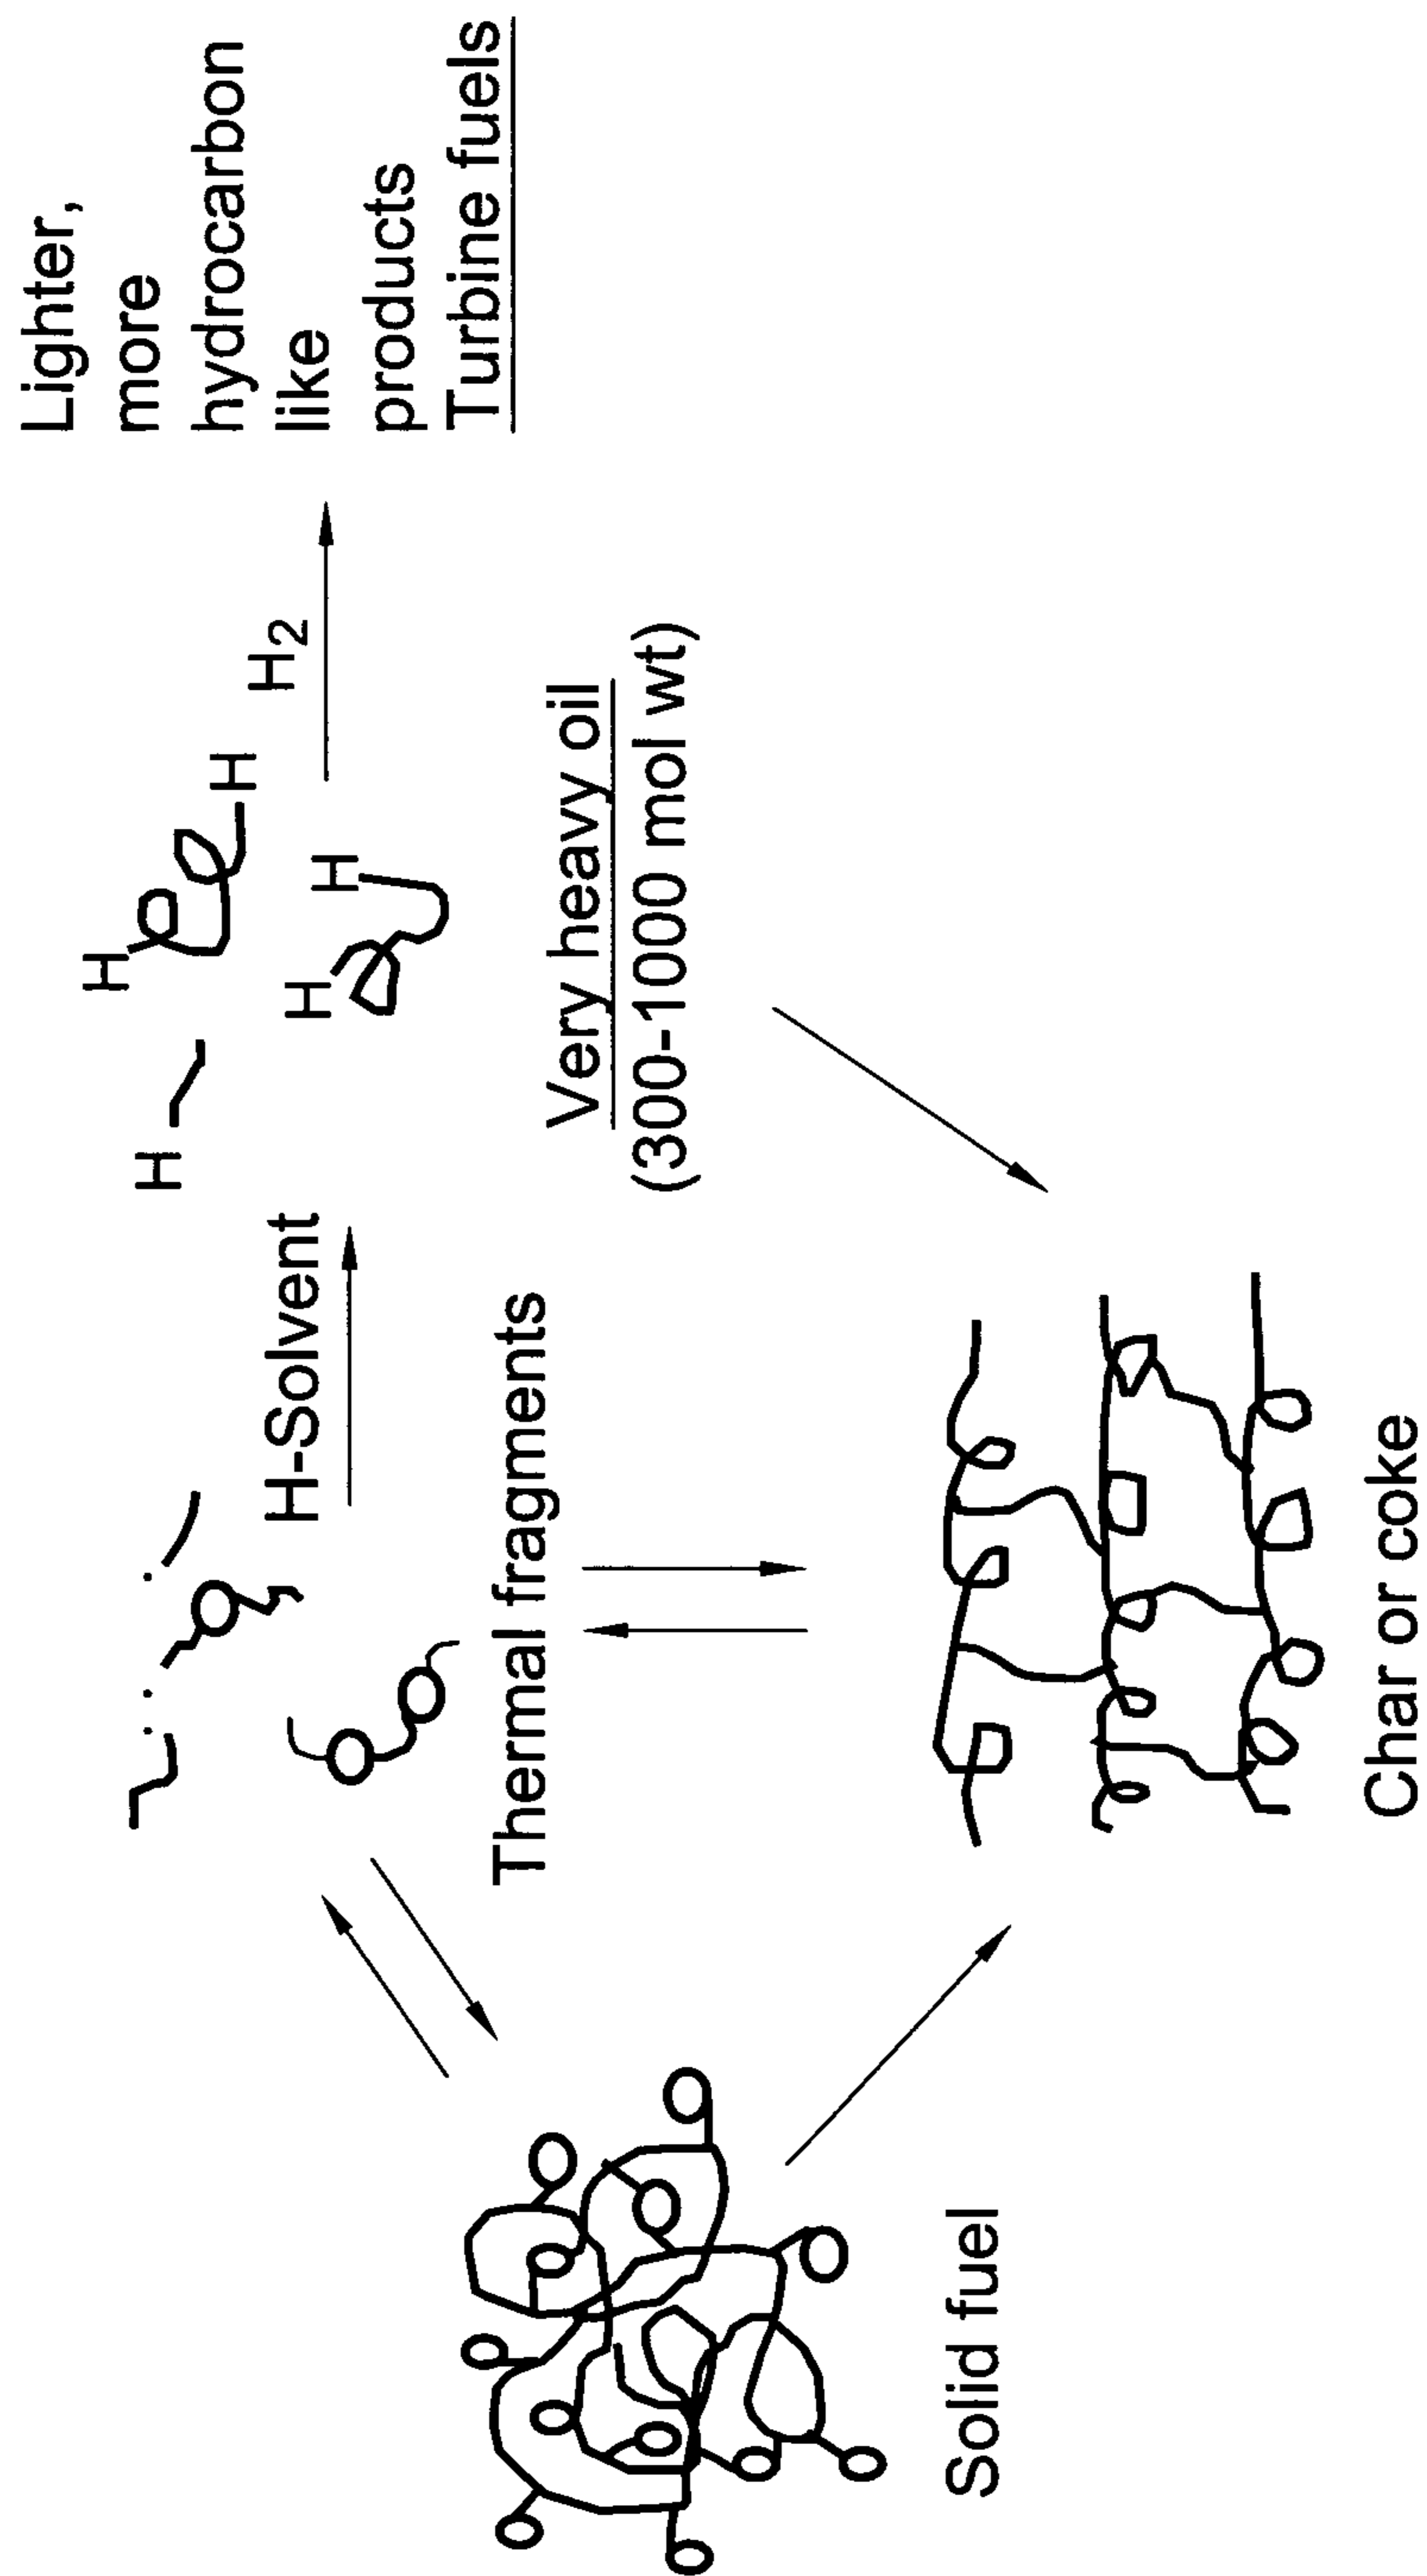 Solid fuel
Thermal fragments
H-Solvent
H
H
H
H
H
Very heavy oil
(300-1000 mol wt)
H₂
Lighter,
more
hydrocarbon
like
products
Turbine fuels
Char or coke